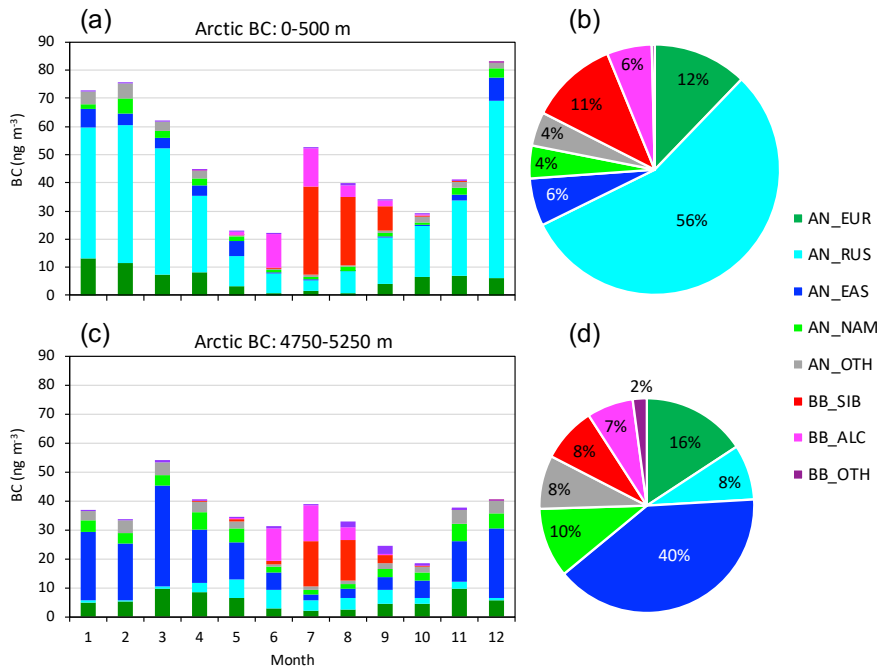 (a)
Arctic BC: 0-500 m
(b)
90
80
70
60
50
40
30
20
10
0
BC (ng m-3)
12%
56%
6%
4%
4%
11%
6%
AN_EUR
AN_RUS
AN_EAS
AN_NAM
AN_OTH
BB_SIB
BB_ALC
BB_OTH
(c)
Arctic BC: 4750-5250 m
(d)
90
80
70
60
50
40
30
20
10
0
BC (ng m-3)
1 2 3 4 5 6 7 8 9 10 11 12
Month
2%
16%
8%
40%
10%
8%
8%
7%